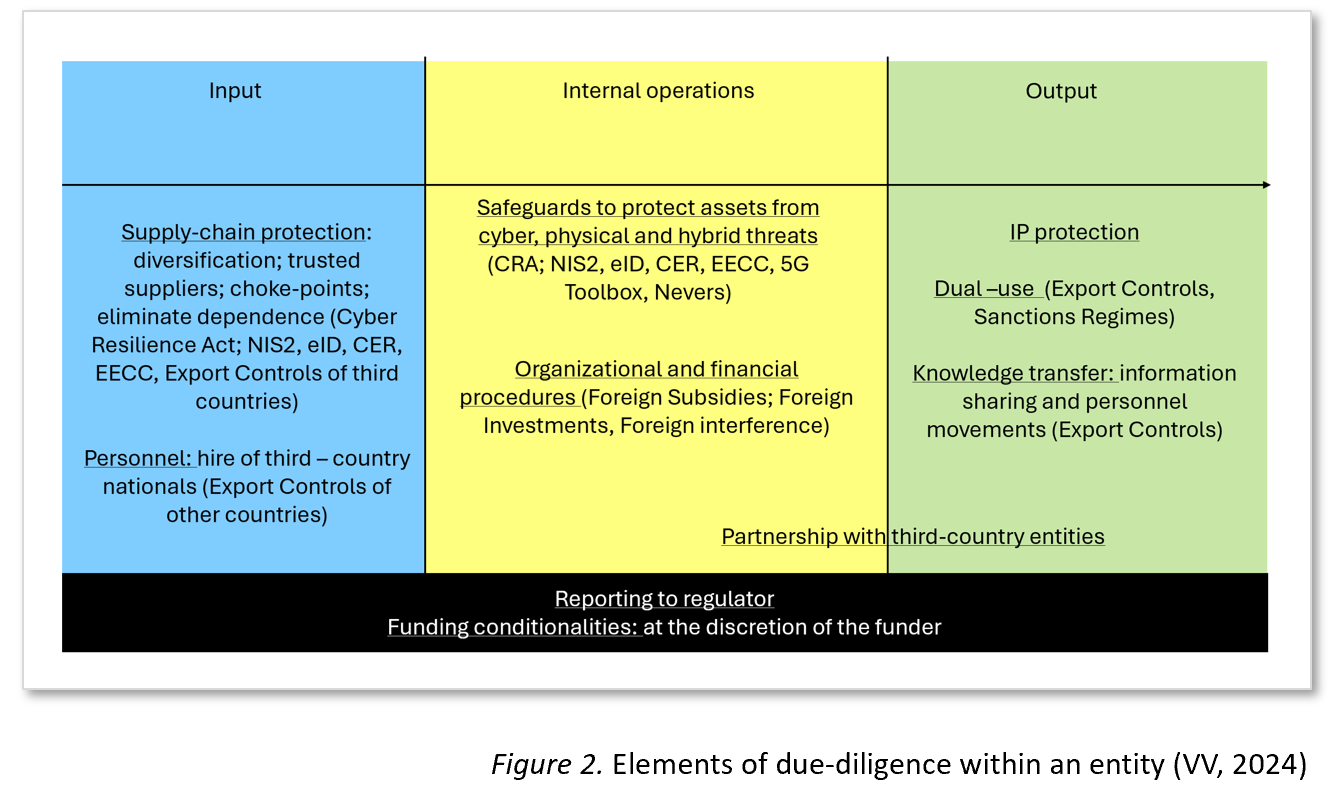 Input
Internal operations
Output
Supply-chain protection:
diversification; trusted
suppliers; choke-points;
eliminate dependence (Cyber
Resilience Act; NIS2, eID, CER,
EECC, Export Controls of third
countries)
Personnel: hire of third – country
nationals (Export Controls of
other countries)
Safeguards to protect assets from
cyber, physical and hybrid threats
(CRA; NIS2, eID, CER, EECC, 5G
Toolbox, Nevers)
Organizational and financial
procedures (Foreign Subsidies; Foreign
Investments, Foreign interference)
IP protection
Dual –use (Export Controls,
Sanctions Regimes)
Knowledge transfer: information
sharing and personnel
movements (Export Controls)
Partnership with third-country entities
Reporting to regulator
Funding conditionalities: at the discretion of the funder
Figure 2. Elements of due-diligence within an entity (VV, 2024)